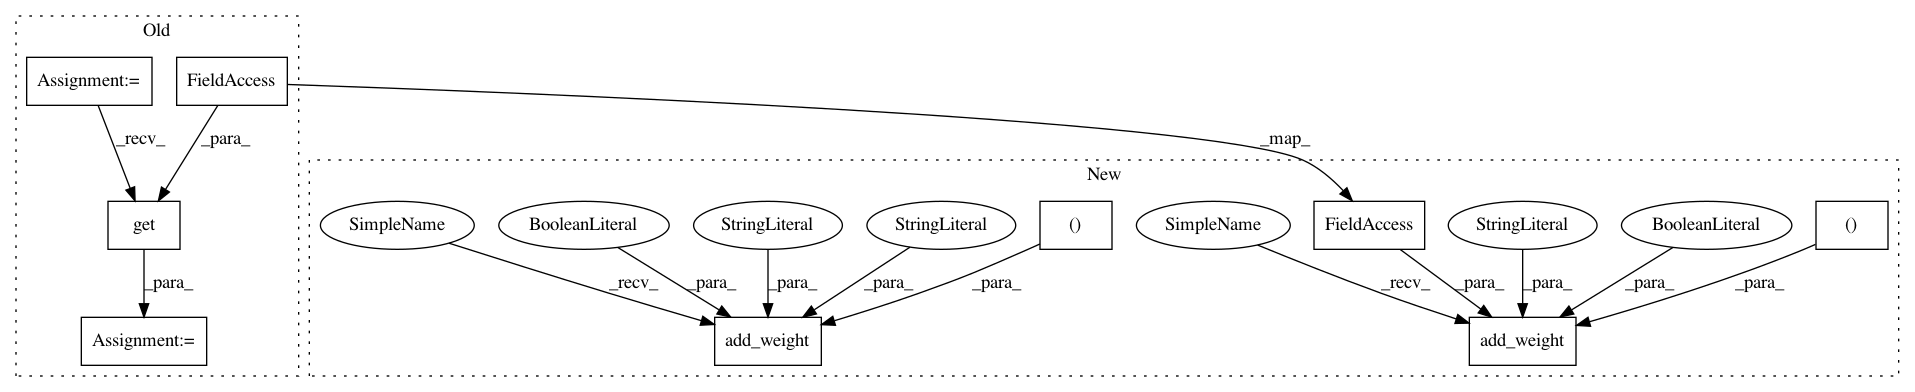 Old
Assignment:= FieldAccess
_recv_ _para_ _map_
New
get SimpleName BooleanLiteral StringLiteral StringLiteral () SimpleName FieldAccess StringLiteral BooleanLiteral ()
_para_ _recv_ _para_ _para_ _para_ _para_ _recv_ _para_ _para_ _para_ _para_
Assignment:= add_weight add_weight